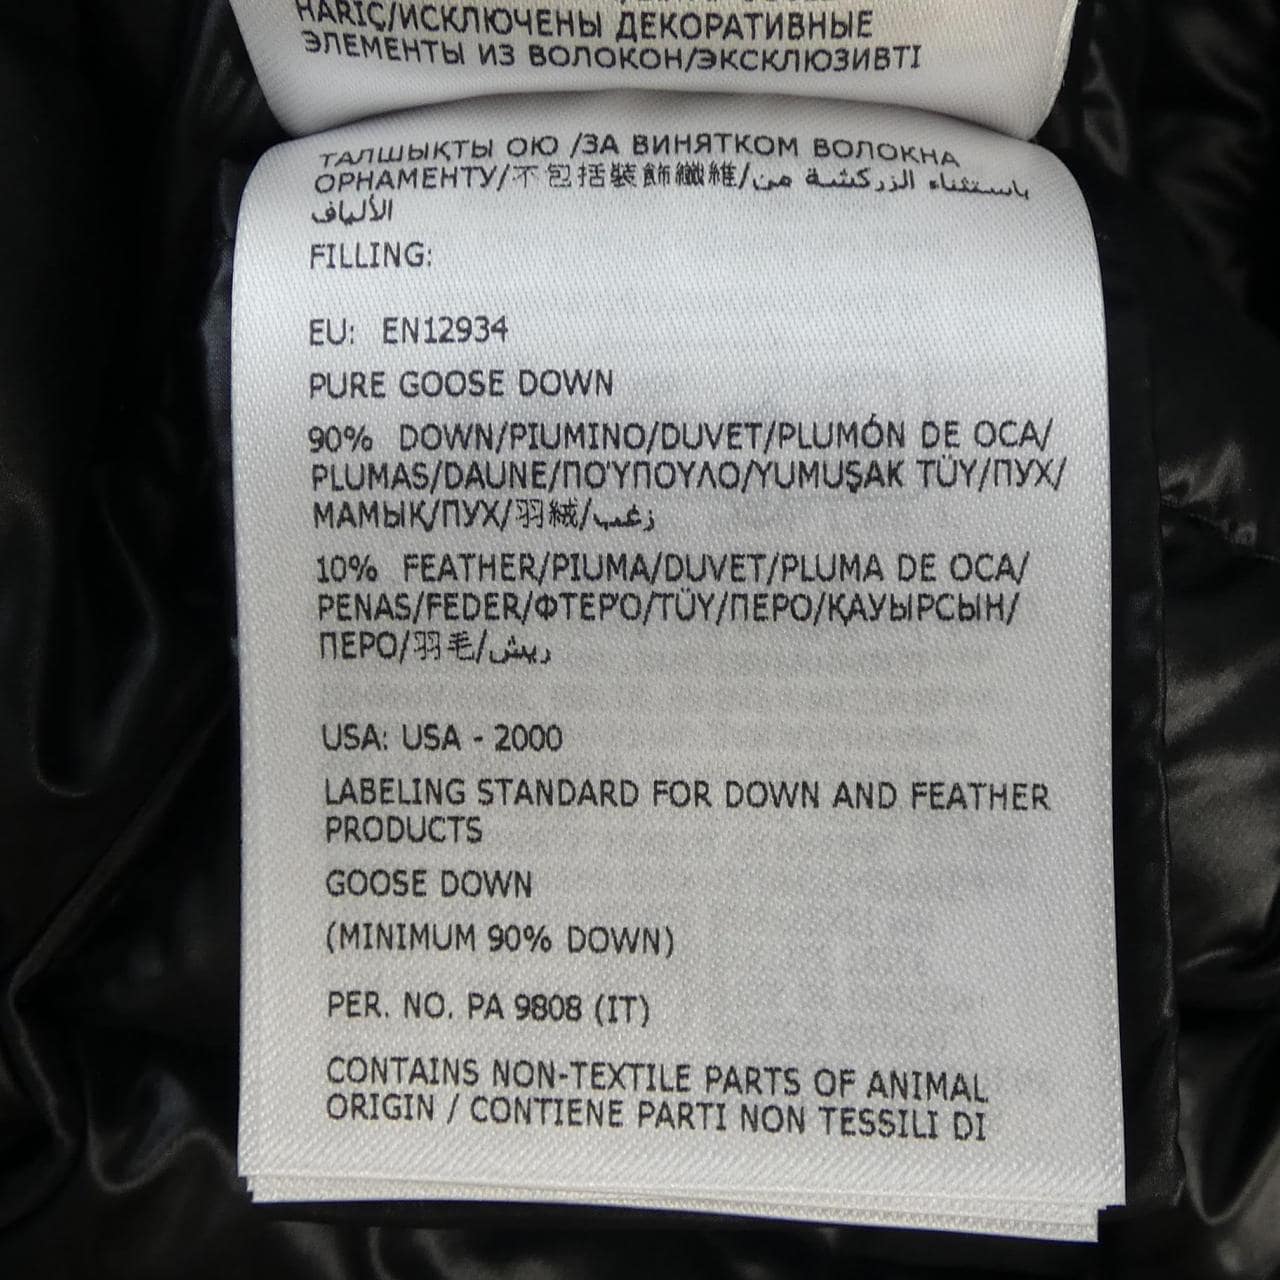 HARİÇ/ИСКЛЮЧЕНЫ ДЕКОРАТИВНЫЕ
ЭЛЕМЕНТЫ ИЗ ВОЛОКОН/ЭКСКЛЮЗИВТІ
ТАЛШЫҚТЫ ОЮ /ЗА ВИНЯТКОМ ВОЛОКНА
ОРНАМЕНТУ/不包括裝飾纖維/باستثناء الزركشة من
الألياف
FILLING:
EU: EN12934
PURE GOOSE DOWN
90% DOWN/PIUMINO/DUVET/PLUMÓN DE OCA/
PLUMAS/DAUNE/ΠΟΎΠΟΥΛΟ/YUMUŞAK TÜY/ПУХ/
МАМЫҚ/ПУХ/羽絨/زغب
10% FEATHER/PIUMA/DUVET/PLUMA DE OCA/
PENAS/FEDER/ΦΤΕΡΌ/TÜY/ПЕРО/ҚАУЫРСЫН/
ПЕРО/羽毛/ريش
USA: USA - 2000
LABELING STANDARD FOR DOWN AND FEATHER
PRODUCTS
GOOSE DOWN
(MINIMUM 90% DOWN)
PER. NO. PA 9808 (IT)
CONTAINS NON-TEXTILE PARTS OF ANIMAL
ORIGIN / CONTIENE PARTI NON TESSILI DI